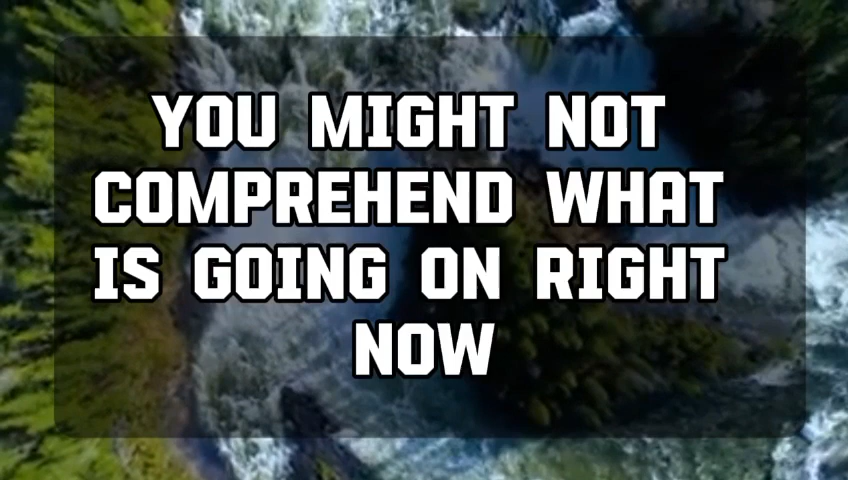 YOU MIGHT NOT
COMPREHEND WHAT
IS GOING ON RIGHT
NOW